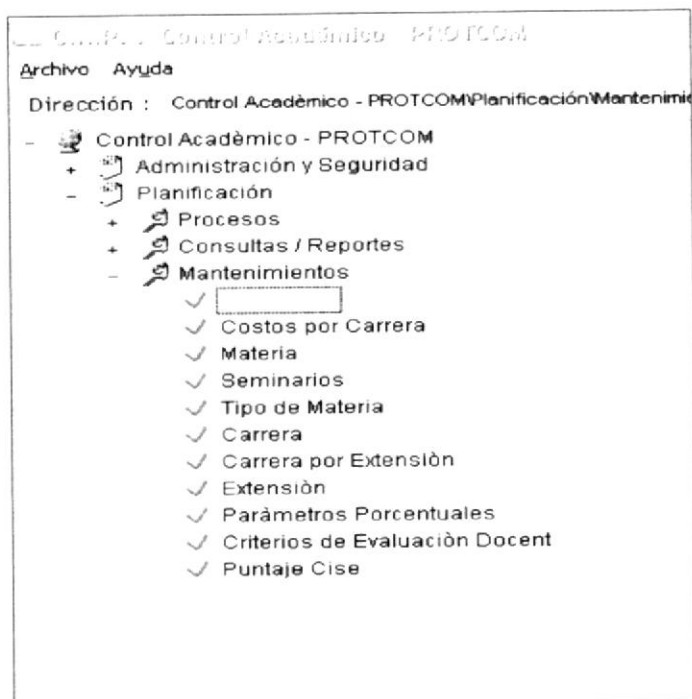 Control Acadèmico - PROTCOM
Archivo Ayuda
Dirección : Control Acadèmico - PROTCOM\Planificación\Mantenimie
Control Acadèmico - PROTCOM
Administración y Seguridad
Planificación
Procesos
Consultas / Reportes
Mantenimientos
Costos por Carrera
Materia
Seminarios
Tipo de Materia
Carrera
Carrera por Extensiòn
Extensiòn
Paràmetros Porcentuales
Criterios de Evaluaciòn Docent
Puntaje Cise